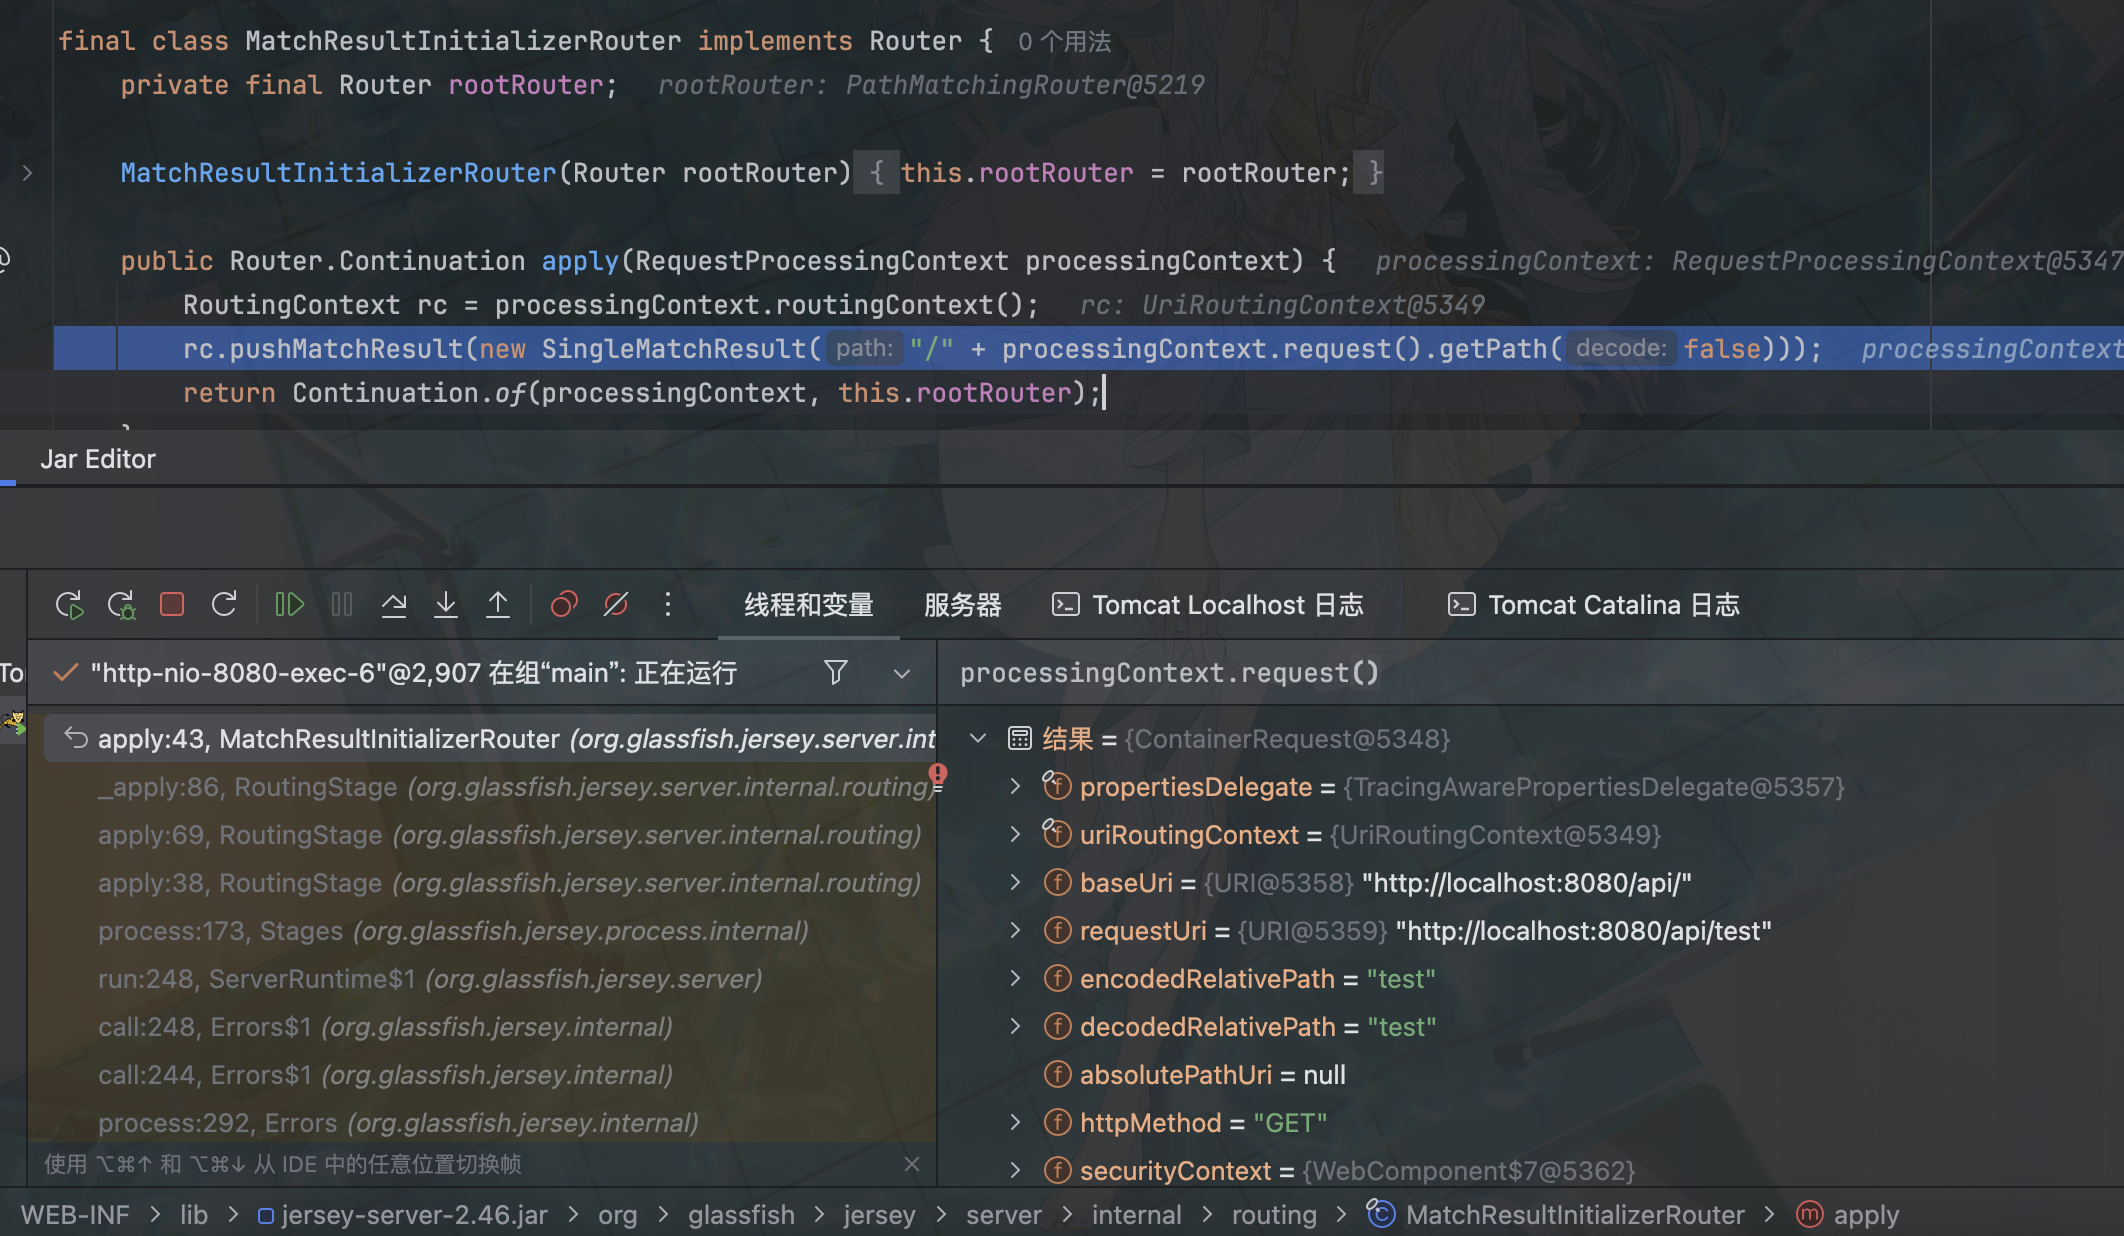 final class MatchResultInitializerRouter implements Router { 0 个用法
private final Router rootRouter; rootRouter: PathMatchingRouter@5219
MatchResultInitializerRouter(Router rootRouter) { this.rootRouter = rootRouter; }
public Router.Continuation apply(RequestProcessingContext processingContext) { processingContext: RequestProcessingContext@5347
RoutingContext rc = processingContext.routingContext(); rc: UriRoutingContext@5349
rc.pushMatchResult(new SingleMatchResult( path: "/" + processingContext.request().getPath( decode: false))); processingContext
return Continuation.of(processingContext, this.rootRouter);
}
Jar Editor
线程和变量 服务器 Tomcat Localhost 日志 Tomcat Catalina 日志
To
"http-nio-8080-exec-6"@2,907 在组“main”: 正在运行
processingContext.request()
apply:43, MatchResultInitializerRouter (org.glassfish.jersey.server.int
_apply:86, RoutingStage (org.glassfish.jersey.server.internal.routing)
apply:69, RoutingStage (org.glassfish.jersey.server.internal.routing)
apply:38, RoutingStage (org.glassfish.jersey.server.internal.routing)
process:173, Stages (org.glassfish.jersey.process.internal)
run:248, ServerRuntime$1 (org.glassfish.jersey.server)
call:248, Errors$1 (org.glassfish.jersey.internal)
call:244, Errors$1 (org.glassfish.jersey.internal)
process:292, Errors (org.glassfish.jersey.internal)
使用 ⌥⌘↑ 和 ⌥⌘↓ 从 IDE 中的任意位置切换帧
结果 = {ContainerRequest@5348}
propertiesDelegate = {TracingAwarePropertiesDelegate@5357}
uriRoutingContext = {UriRoutingContext@5349}
baseUri = {URI@5358} "http://localhost:8080/api/"
requestUri = {URI@5359} "http://localhost:8080/api/test"
encodedRelativePath = "test"
decodedRelativePath = "test"
absolutePathUri = null
httpMethod = "GET"
securityContext = {WebComponent$7@5362}
WEB-INF > lib > jersey-server-2.46.jar > org > glassfish > jersey > server > internal > routing > MatchResultInitializerRouter > apply